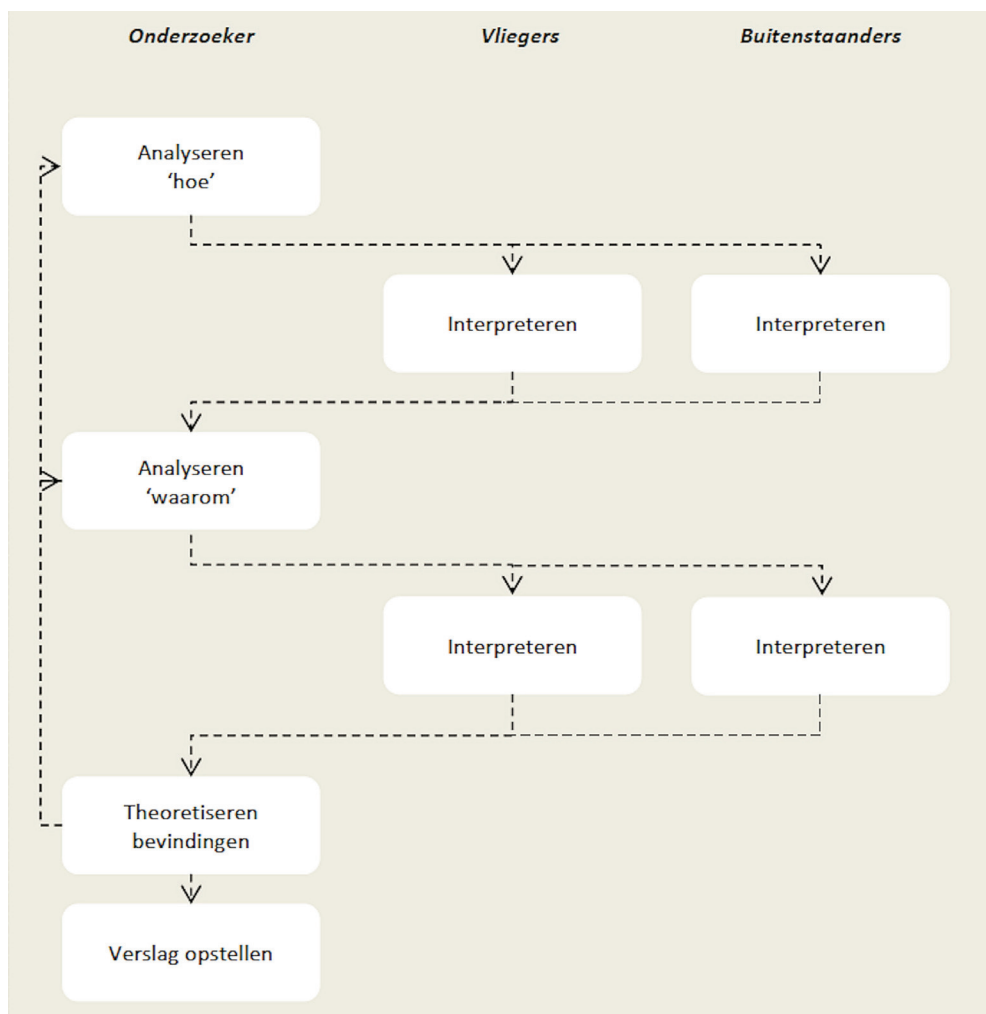 Onderzoeker
Vliegers
Buitenstaanders
Analyseren
‘hoe’
Interpreteren
Interpreteren
Analyseren
‘waarom’
Interpreteren
Interpreteren
Theoretiseren
bevindingen
Verslag opstellen